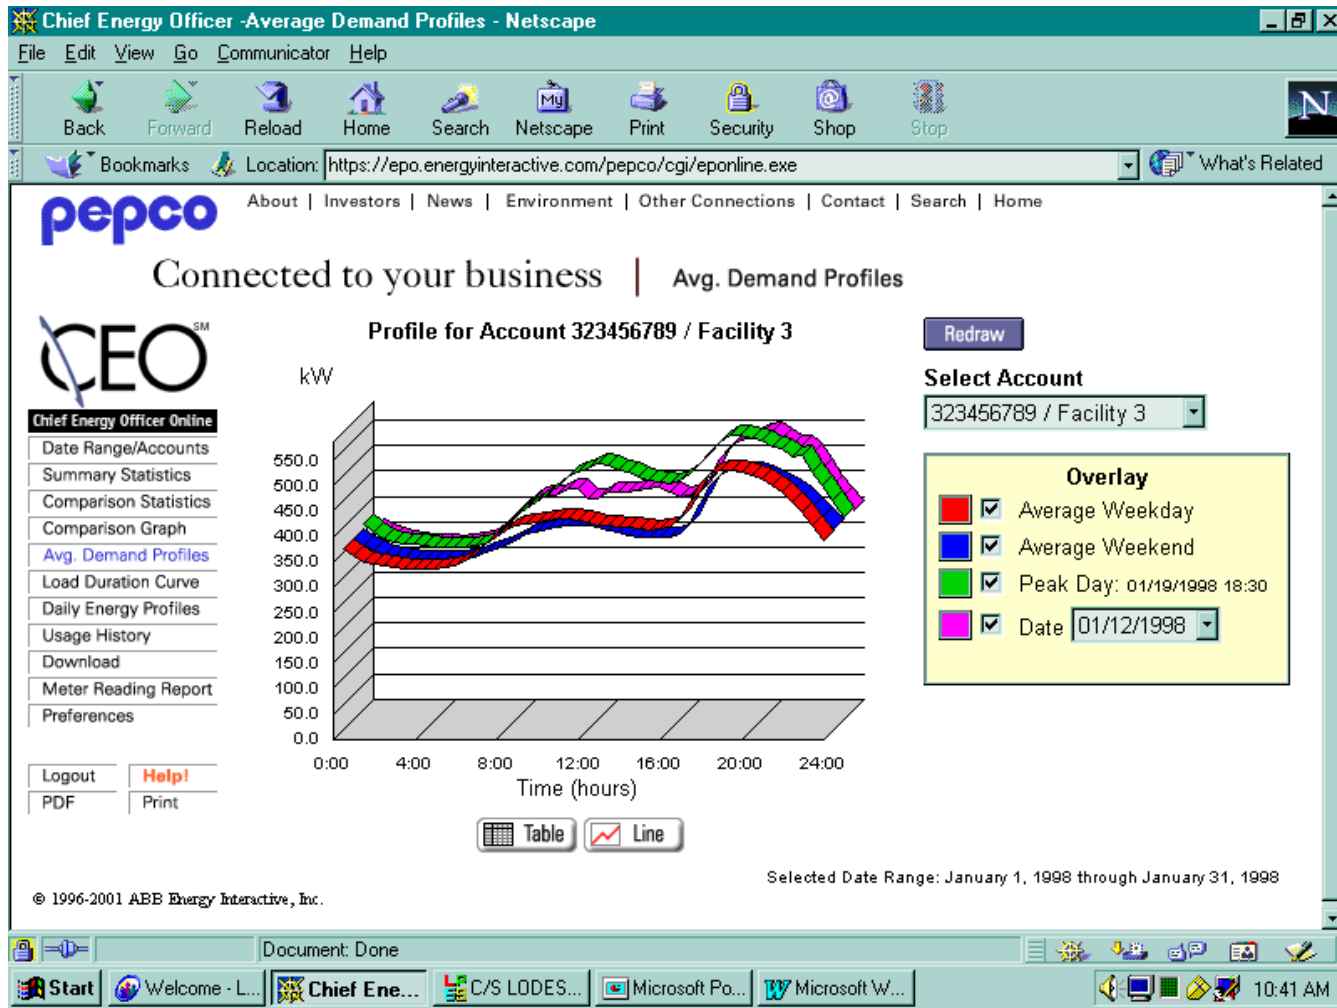 Chief Energy Officer -Average Demand Profiles - Netscape
File Edit View Go Communicator Help
Back Forward Reload Home Search Netscape Print Security Shop Stop
My
N
Bookmarks Location: https://epo.energyinteractive.com/pepco/cgi/eponline.exe What's Related
pepco About | Investors | News | Environment | Other Connections | Contact | Search | Home
Connected to your business | Avg. Demand Profiles
CEO SM
Chief Energy Officer Online
Date Range/Accounts
Summary Statistics
Comparison Statistics
Comparison Graph
Avg. Demand Profiles
Load Duration Curve
Daily Energy Profiles
Usage History
Download
Meter Reading Report
Preferences
Logout Help!
PDF Print
Profile for Account 323456789 / Facility 3
kW
550.0
500.0
450.0
400.0
350.0
300.0
250.0
200.0
150.0
100.0
50.0
0.0
0:00 4:00 8:00 12:00 16:00 20:00 24:00
Time (hours)
Table Line
Redraw
Select Account
323456789 / Facility 3
Overlay
Average Weekday
Average Weekend
Peak Day: 01/19/1998 18:30
Date 01/12/1998
Selected Date Range: January 1, 1998 through January 31, 1998
© 1996-2001 ABB Energy Interactive, Inc.
Document: Done
Start Welcome - L... Chief Ene... C/S LODES... Microsoft Po... Microsoft W... 10:41 AM